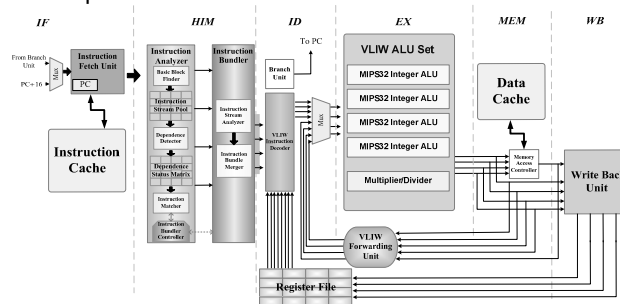 IF
HIM
ID
EX
MEM
WB
From Branch
Unit
PC+16
Mux
Instruction
Fetch Unit
PC
Instruction
Cache
Instruction
Analyzer
Basic Block
Finder
Instruction
Stream Pool
Dependence
Detector
Dependence
Status Matrix
Instruction
Matcher
Instruction
Bundler
Controller
Instruction
Bundler
Instruction
Stream
Analyzer
Instruction
Bundle
Merger
To PC
Branch
Unit
VLIW
Instruction
Decoder
Mux
VLIW ALU Set
MIPS32 Integer ALU
MIPS32 Integer ALU
MIPS32 Integer ALU
MIPS32 Integer ALU
Multiplier/Divider
VLIW
Forwarding
Unit
Register File
Data
Cache
Memory
Access
Controller
Write Back
Unit